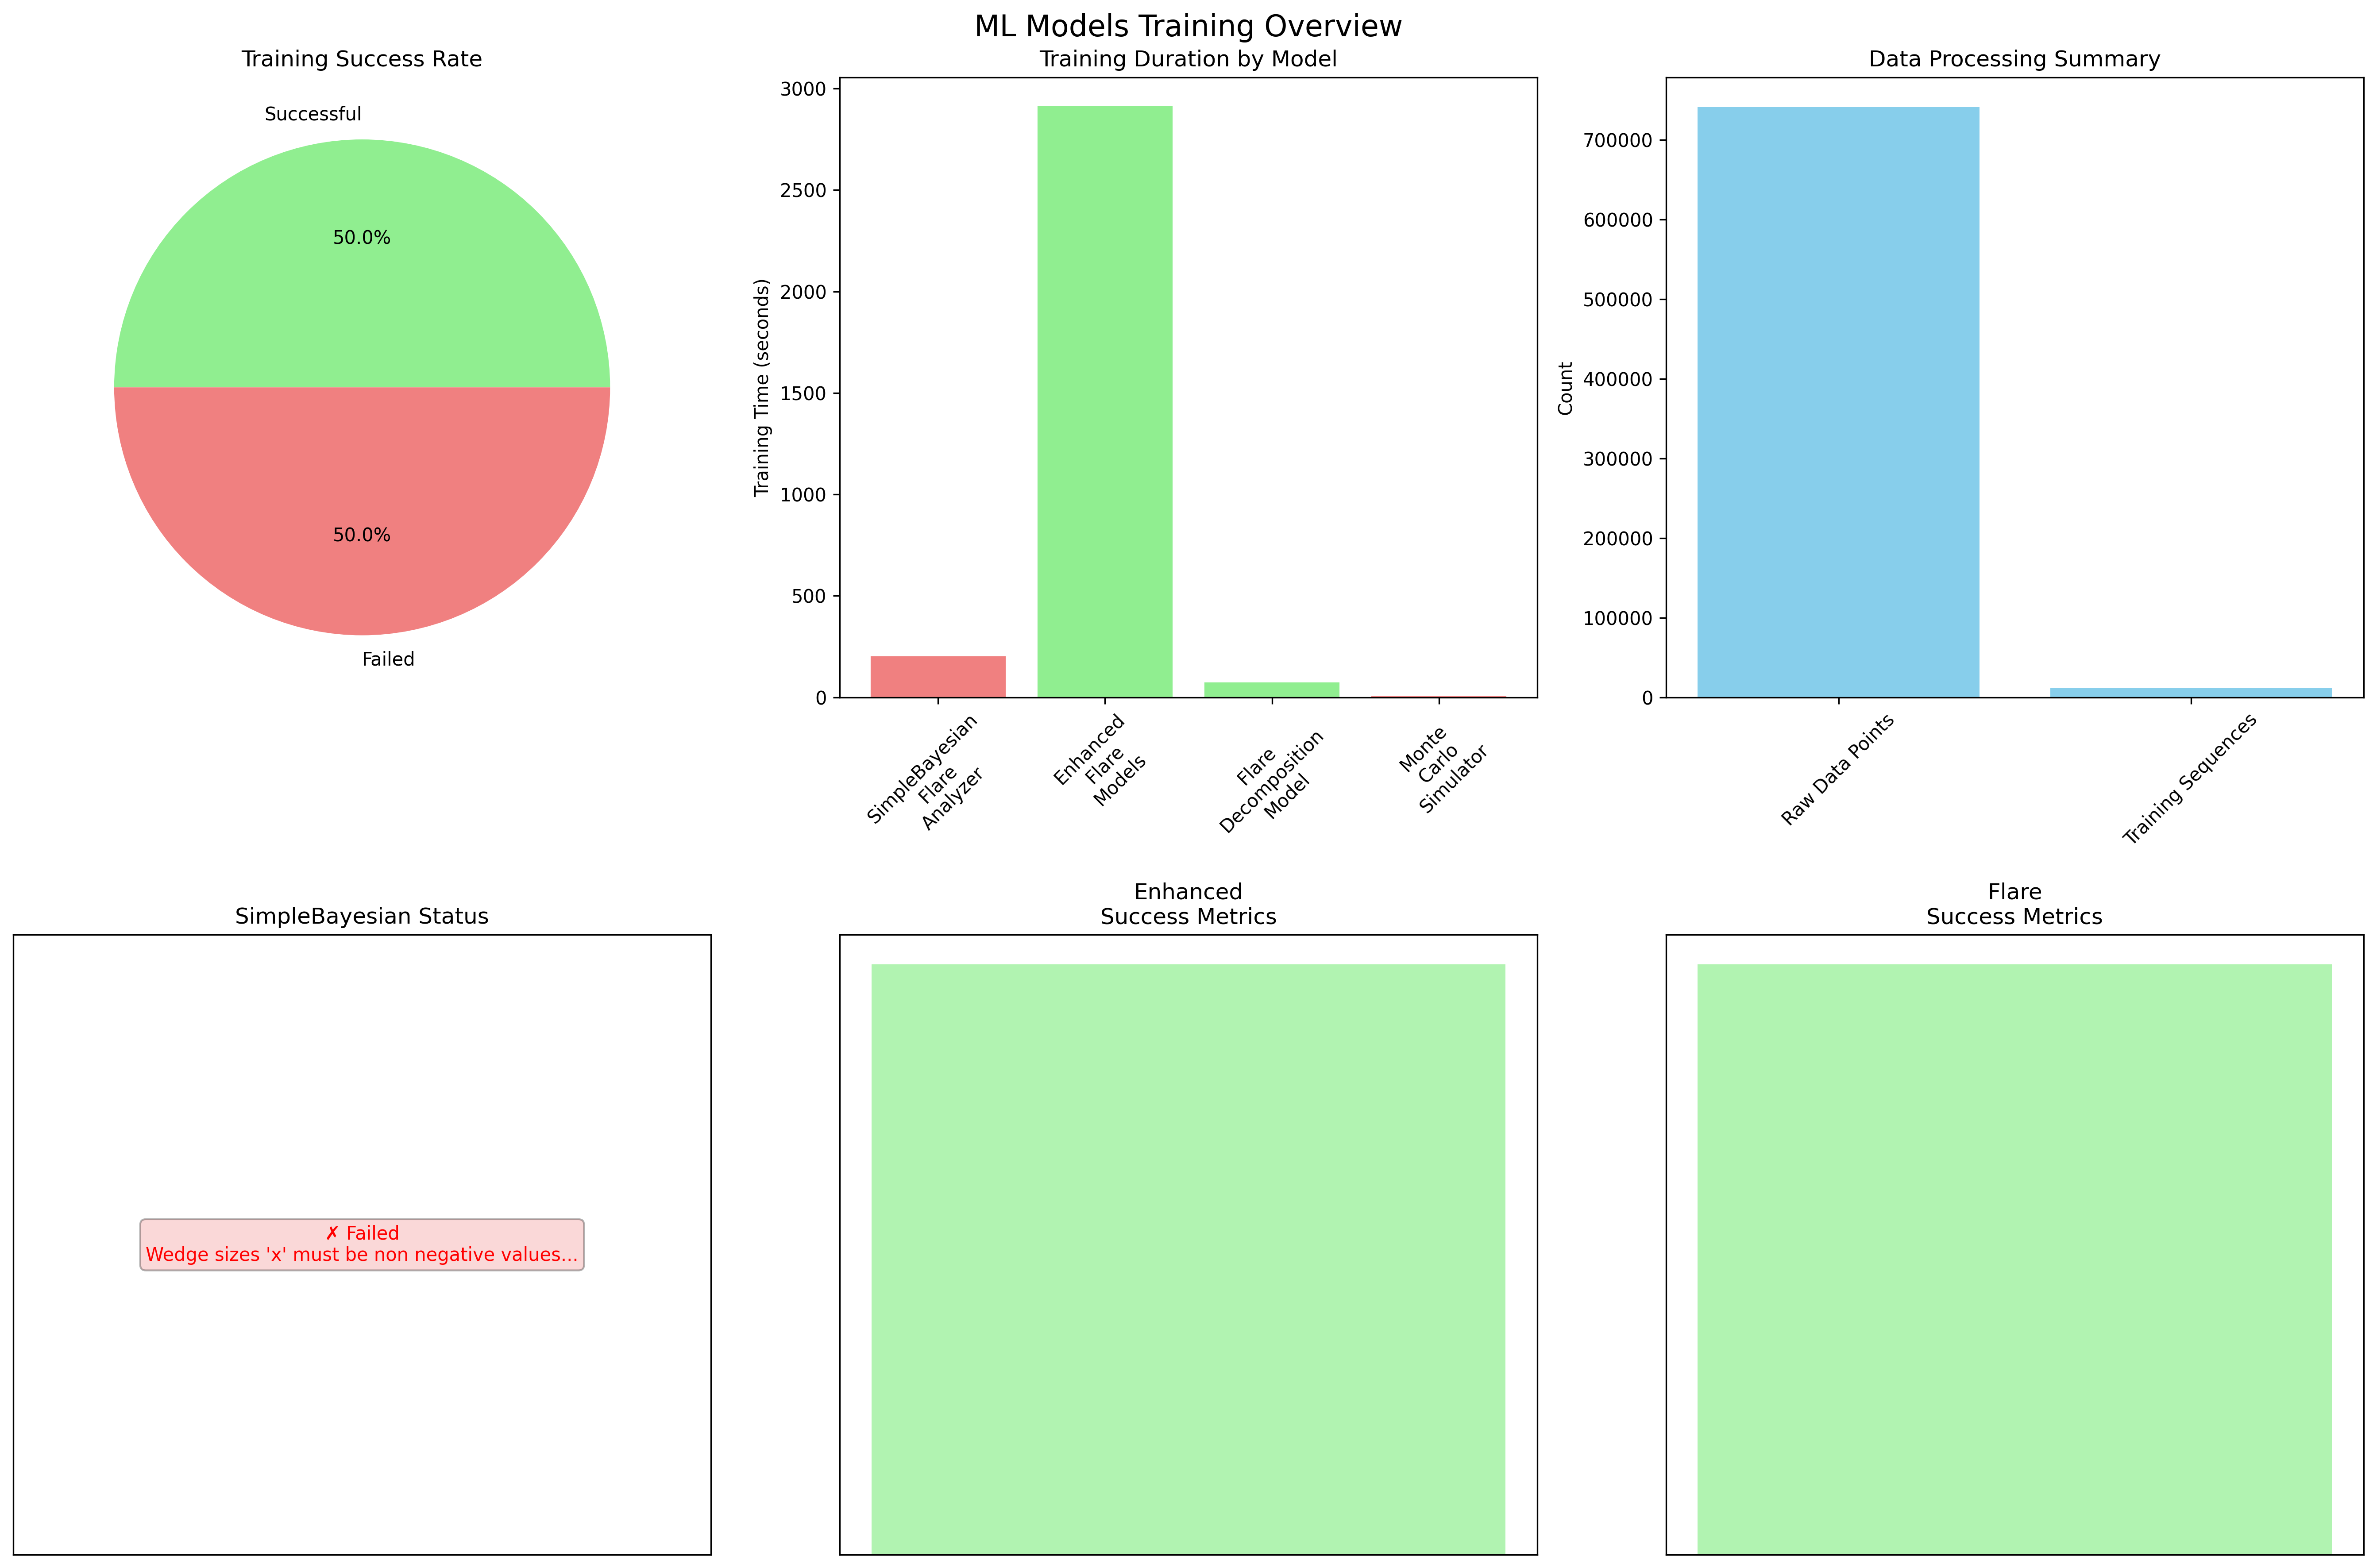 ML Models Training Overview
Training Success Rate
Successful
50.0%
50.0%
Failed
Training Duration by Model
Training Time (seconds)
3000
2500
2000
1500
1000
500
0
SimpleBayesian
Flare
Analyzer
Enhanced
Flare
Models
Flare
Decomposition
Model
Monte
Carlo
Simulator
Data Processing Summary
Count
700000
600000
500000
400000
300000
200000
100000
0
Raw Data Points
Training Sequences
SimpleBayesian Status
✗ Failed
Wedge sizes 'x' must be non negative values...
Enhanced
Success Metrics
Flare
Success Metrics